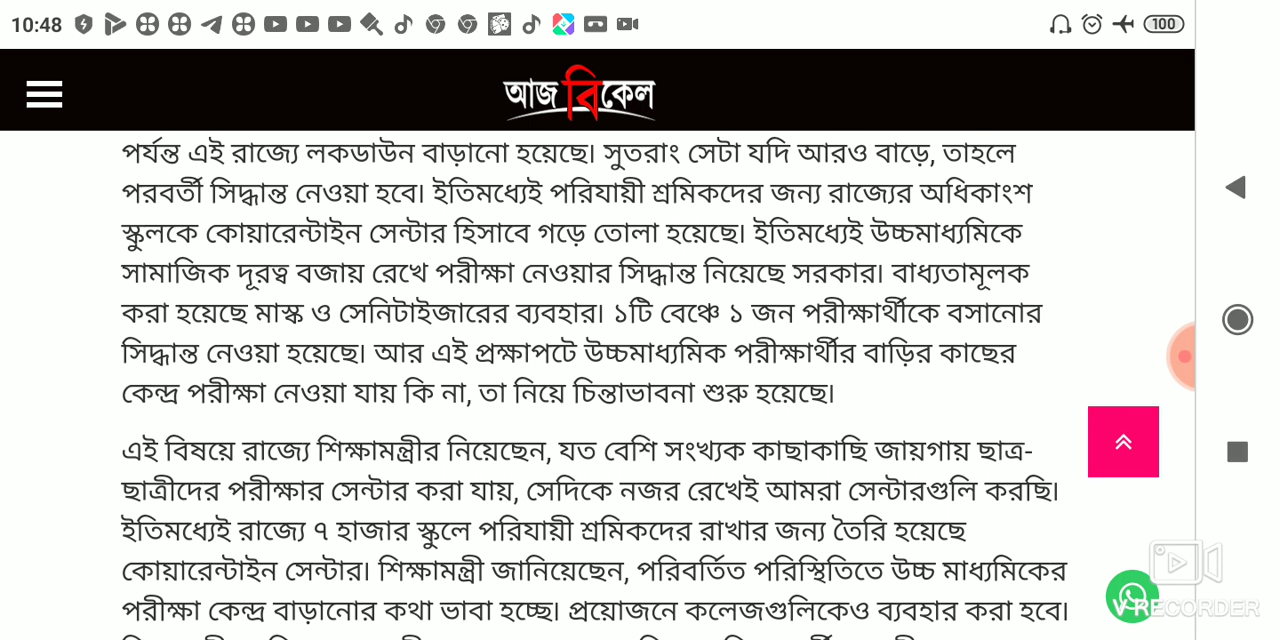 10:48
100
আজ বিকেল
পর্যন্ত এই রাজ্যে লকডাউন বাড়ানো হয়েছে। সুতরাং সেটা যদি আরও বাড়ে, তাহলে
পরবর্তী সিদ্ধান্ত নেওয়া হবে। ইতিমধ্যেই পরিযায়ী শ্রমিকদের জন্য রাজ্যের অধিকাংশ
স্কুলকে কোয়ারেন্টাইন সেন্টার হিসাবে গড়ে তোলা হয়েছে। ইতিমধ্যেই উচ্চমাধ্যমিকে
সামাজিক দূরত্ব বজায় রেখে পরীক্ষা নেওয়ার সিদ্ধান্ত নিয়েছে সরকার। বাধ্যতামূলক
করা হয়েছে মাস্ক ও সেনিটাইজারের ব্যবহার। ১টি বেঞ্চে ১ জন পরীক্ষার্থীকে বসানোর
সিদ্ধান্ত নেওয়া হয়েছে। আর এই প্রক্ষাপটে উচ্চমাধ্যমিক পরীক্ষার্থীর বাড়ির কাছের
কেন্দ্র পরীক্ষা নেওয়া যায় কি না, তা নিয়ে চিন্তাভাবনা শুরু হয়েছে।
এই বিষয়ে রাজ্যে শিক্ষামন্ত্রীর নিয়েছেন, যত বেশি সংখ্যক কাছাকাছি জায়গায় ছাত্র-
ছাত্রীদের পরীক্ষার সেন্টার করা যায়, সেদিকে নজর রেখেই আমরা সেন্টারগুলি করছি।
ইতিমধ্যেই রাজ্যে ৭ হাজার স্কুলে পরিযায়ী শ্রমিকদের রাখার জন্য তৈরি হয়েছে
কোয়ারেন্টাইন সেন্টার। শিক্ষামন্ত্রী জানিয়েছেন, পরিবর্তিত পরিস্থিতিতে উচ্চ মাধ্যমিকের
পরীক্ষা কেন্দ্র বাড়ানোর কথা ভাবা হচ্ছে। প্রয়োজনে কলেজগুলিকেও ব্যবহার করা হবে।
V RECORDER